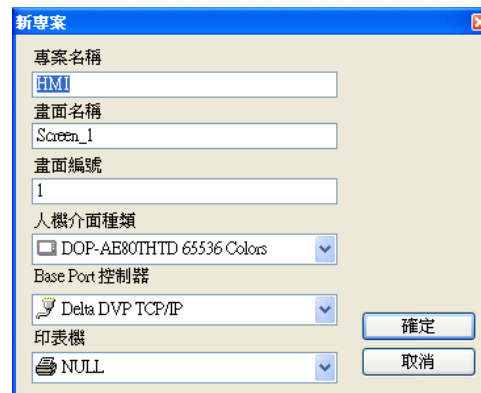 新專案
專案名稱
HMI
畫面名稱
Screen_1
畫面編號
1
人機介面種類
DOP-AE80THTD 65536 Colors
Base Port 控制器
Delta DVP TCP/IP
印表機
NULL
確定
取消